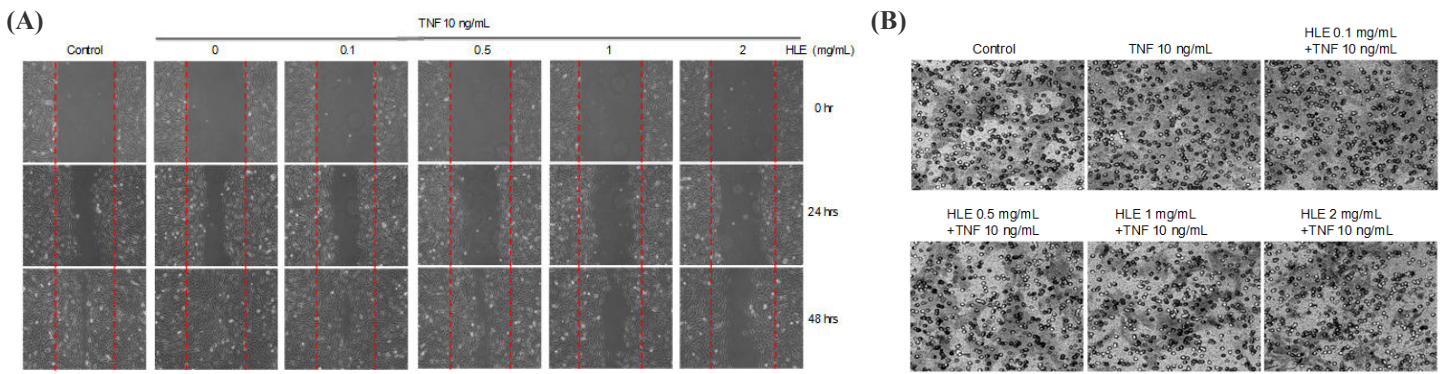 (A)
TNF 10 ng/mL
Control 0 0.1 0.5 1 2 HLE (mg/mL)
0 hr
24 hrs
48 hrs
(B)
Control
TNF 10 ng/mL
HLE 0.1 mg/mL
+TNF 10 ng/mL
HLE 0.5 mg/mL
+TNF 10 ng/mL
HLE 1 mg/mL
+TNF 10 ng/mL
HLE 2 mg/mL
+TNF 10 ng/mL